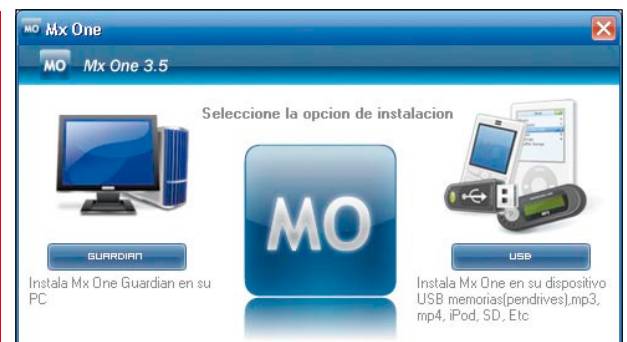 MO Mx One
MO Mx One 3.5
Seleccione la opcion de instalacion
MO
GUARDIAN
Instala Mx One Guardian en su
PC
USB
Instala Mx One en su dispositivo
USB memorias(pendrives),mp3,
mp4, iPod, SD, Etc